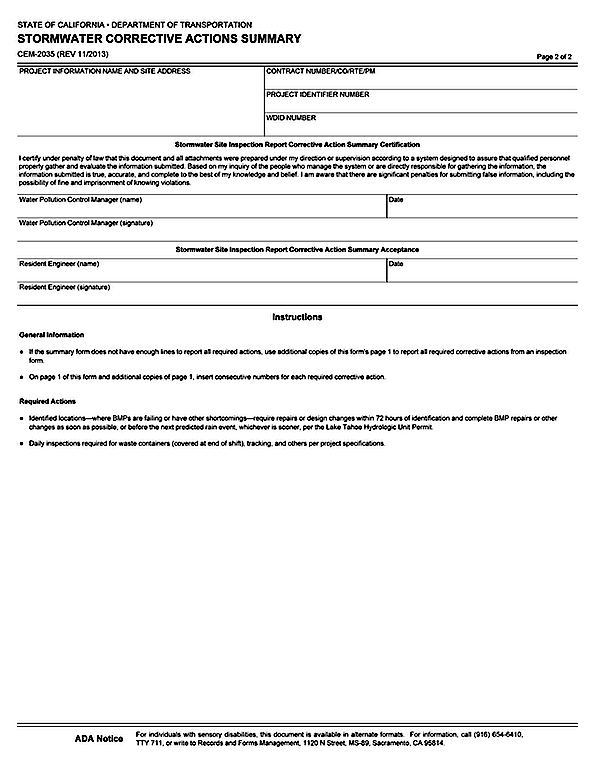 STATE OF CALIFORNIA • DEPARTMENT OF TRANSPORTATION
STORMWATER CORRECTIVE ACTIONS SUMMARY
CEM-2035 (REV 11/2013)
Page 2 of 2
PROJECT INFORMATION NAME AND SITE ADDRESS
CONTRACT NUMBER/CO/RTE/PM
PROJECT IDENTIFIER NUMBER
WDID NUMBER
Stormwater Site Inspection Report Corrective Action Summary Certification
I certify under penalty of law that this document and all attachments were prepared under my direction or supervision according to a system designed to assure that qualified personnel
property gather and evaluate the information submitted. Based on my inquiry of the people who manage the system or are directly responsible for gathering the information, the
information submitted is true, accurate, and complete to the best of my knowledge and belief. I am aware that there are significant penalties for submitting false information, including the
possibility of fine and imprisonment of knowing violations.
Water Pollution Control Manager (name)
Date
Water Pollution Control Manager (signature)
Stormwater Site Inspection Report Corrective Action Summary Acceptance
Resident Engineer (name)
Date
Resident Engineer (signature)
Instructions
General Information
• If the summary form does not have enough lines to report all required actions, use additional copies of this form's page 1 to report all required corrective actions from an inspection
form.
• On page 1 of this form and additional copies of page 1, insert consecutive numbers for each required corrective action.
Required Actions
• Identified locations—where BMPs are failing or have other shortcomings—require repairs or design changes within 72 hours of identification and complete BMP repairs or other
changes as soon as possible, or before the next predicted rain event, whichever is sooner, per the Lake Tahoe Hydrologic Unit Permit.
• Daily inspections required for waste containers (covered at end of shift), tracking, and others per project specifications.
ADA Notice
For individuals with sensory disabilities, this document is available in alternate formats. For information, call (916) 654-6410,
TTY 711, or write to Records and Forms Management, 1120 N Street, MS-89, Sacramento, CA 95814.